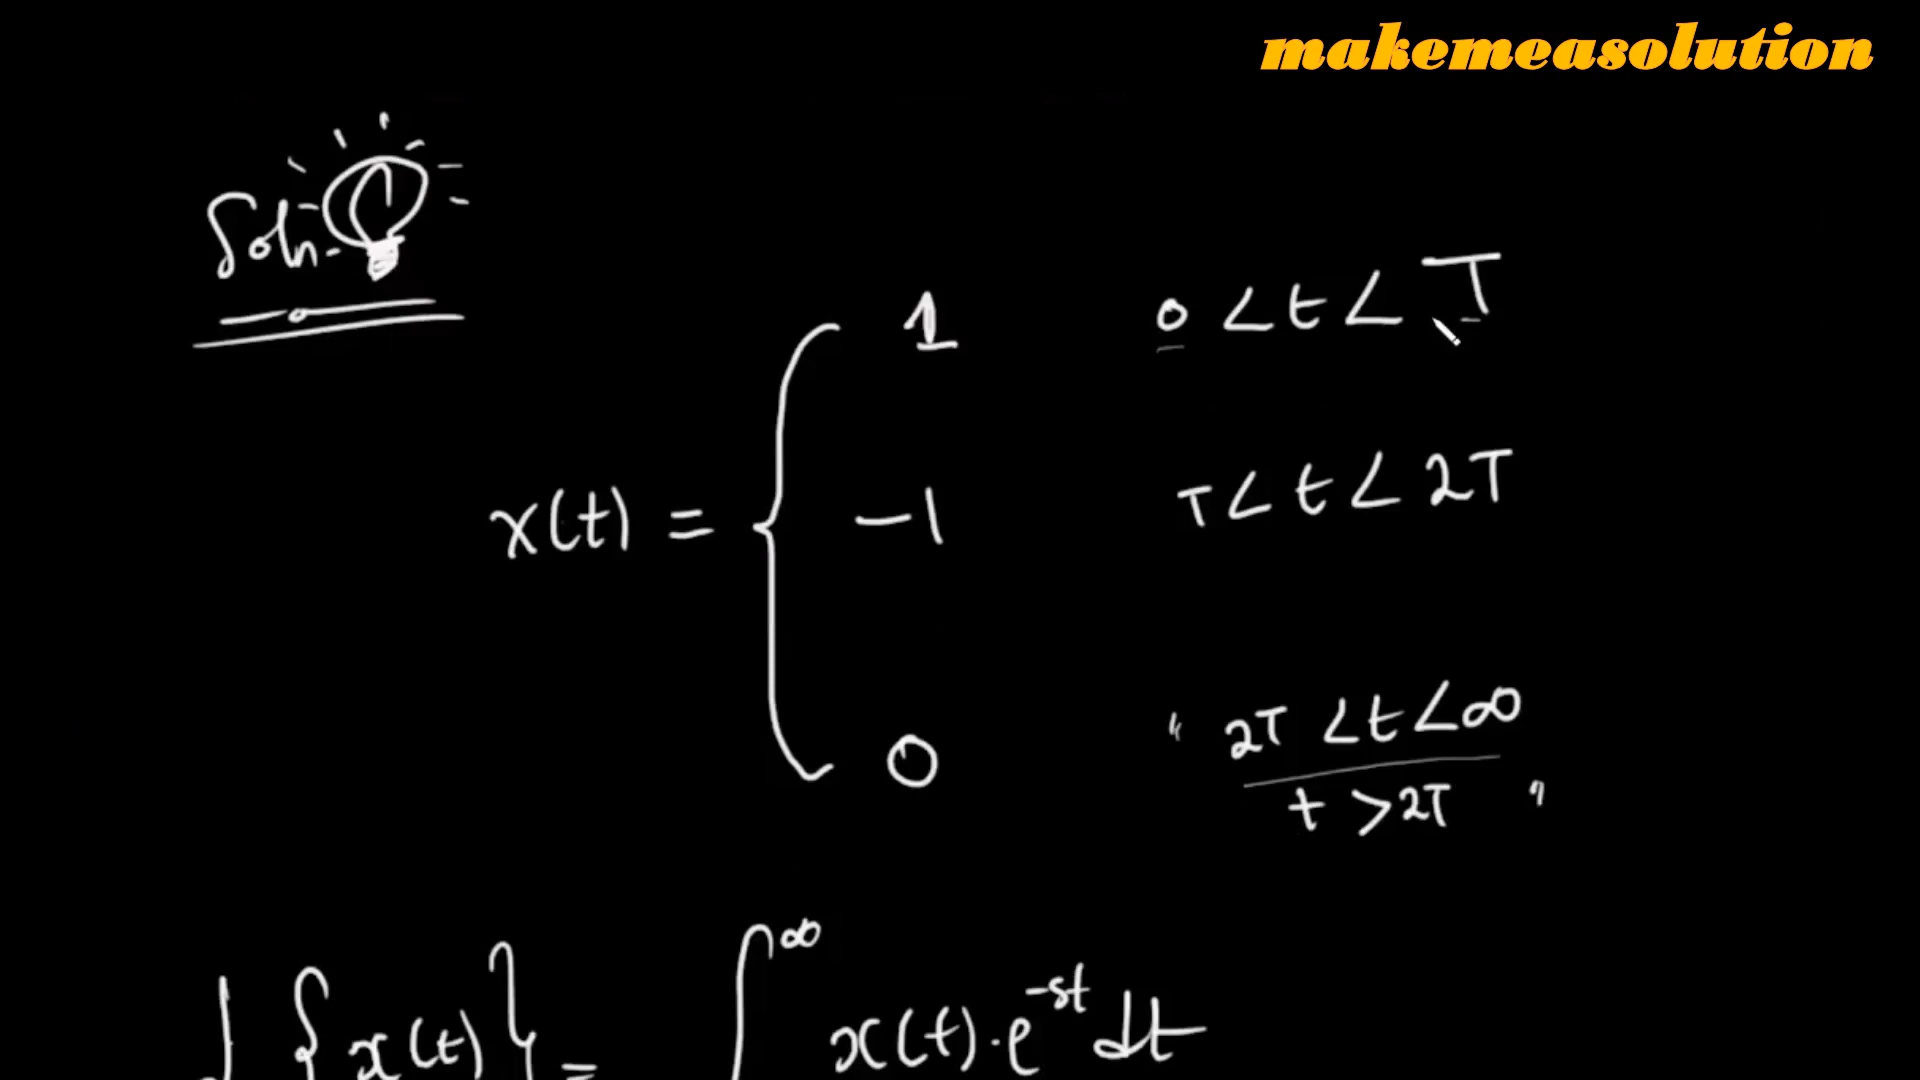 makemeasolution
Soln.
1 0 < t < T
x(t) = { -1 T < t < 2T
0 " 2T < t < ∞
t > 2T "
∫ { x(t) } = ∫ ∞ x(t) · e^-st dt